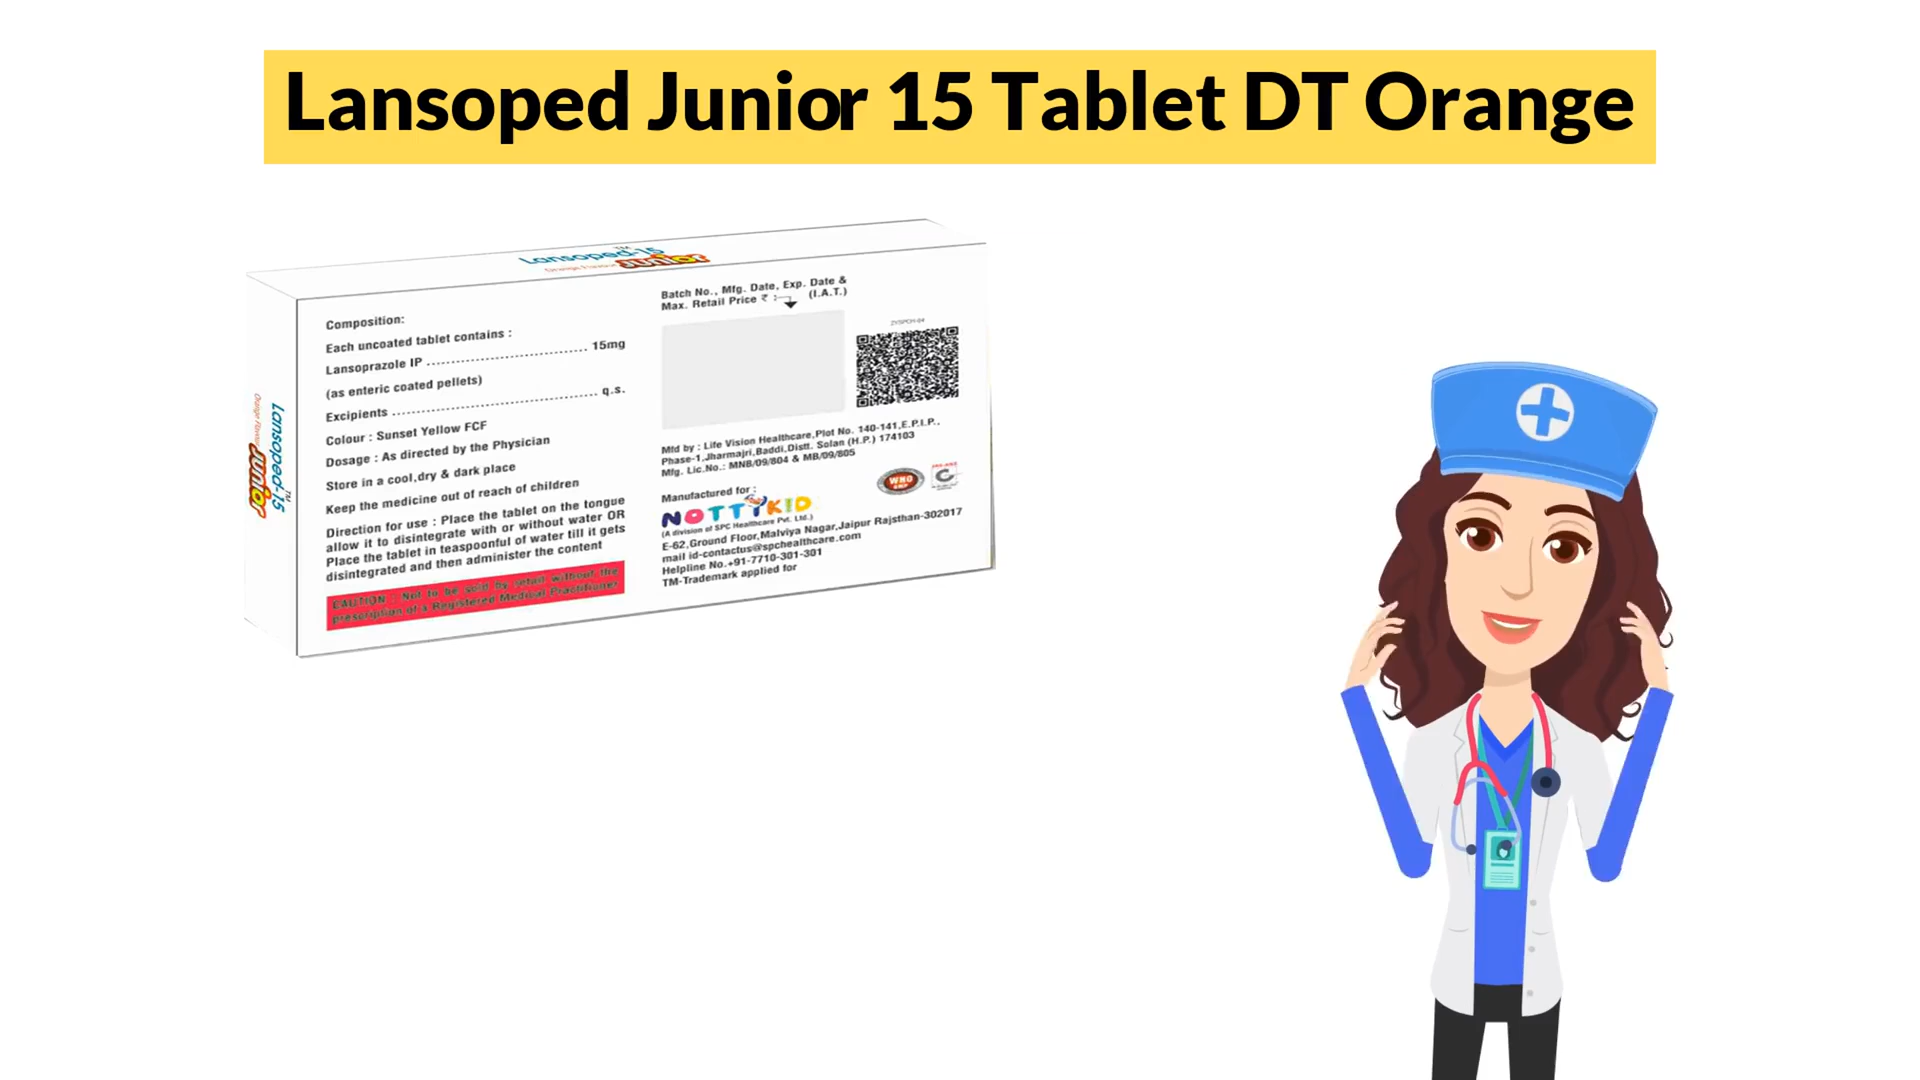 Lansoped Junior 15 Tablet DT Orange
Lansoped-15 TM
Orange Flavour Junior
Lansoped-15 TM
Orange Flavour Junior
Composition:
Each uncoated tablet contains :
Lansoprazole IP ........................................ 15mg
(as enteric coated pellets)
Excipients .................................................... q.s.
Colour : Sunset Yellow FCF
Dosage : As directed by the Physician
Store in a cool,dry & dark place
Keep the medicine out of reach of children
Direction for use : Place the tablet on the tongue
allow it to disintegrate with or without water OR
Place the tablet in teaspoonful of water till it gets
disintegrated and then administer the content
CAUTION : Not to be sold by retail without the
prescription of a Registered Medical Practitioner
Batch No., Mfg. Date, Exp. Date &
Max. Retail Price ₹ : (I.A.T.)
Mfd by : Life Vision Healthcare,Plot No. 140-141,E.P.I.P.,
Phase-1,Jharmajri,Baddi,Distt. Solan (H.P.) 174103
Mfg. Lic.No.: MNB/09/804 & MB/09/805
WHO
C
Manufactured for :
NOTTYKID
(A division of SPC Healthcare Pvt. Ltd.)
E-62,Ground Floor,Malviya Nagar,Jaipur Rajsthan-302017
mail id-contactus@spchealthcare.com
Helpline No.+91-7710-301-301
TM-Trademark applied for